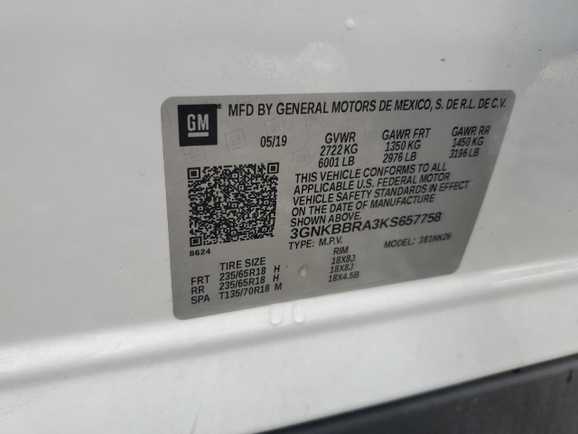 GM MFD BY GENERAL MOTORS DE MEXICO, S. DE R.L. DE C.V.
05/19 GVWR GAWR FRT GAWR RR
2722 KG 1350 KG 1450 KG
6001 LB 2976 LB 3196 LB
THIS VEHICLE CONFORMS TO ALL
APPLICABLE U.S. FEDERAL MOTOR
VEHICLE SAFETY STANDARDS IN EFFECT
ON THE DATE OF MANUFACTURE
SHOWN ABOVE.
3GNKBBRA3KS657758
8624 TYPE: M.P.V. MODEL: 1B1NK26
TIRE SIZE RIM
FRT 235/65R18 H 18X8J
RR 235/65R18 H 18X8J
SPA T135/70R18 M 18X4.5B